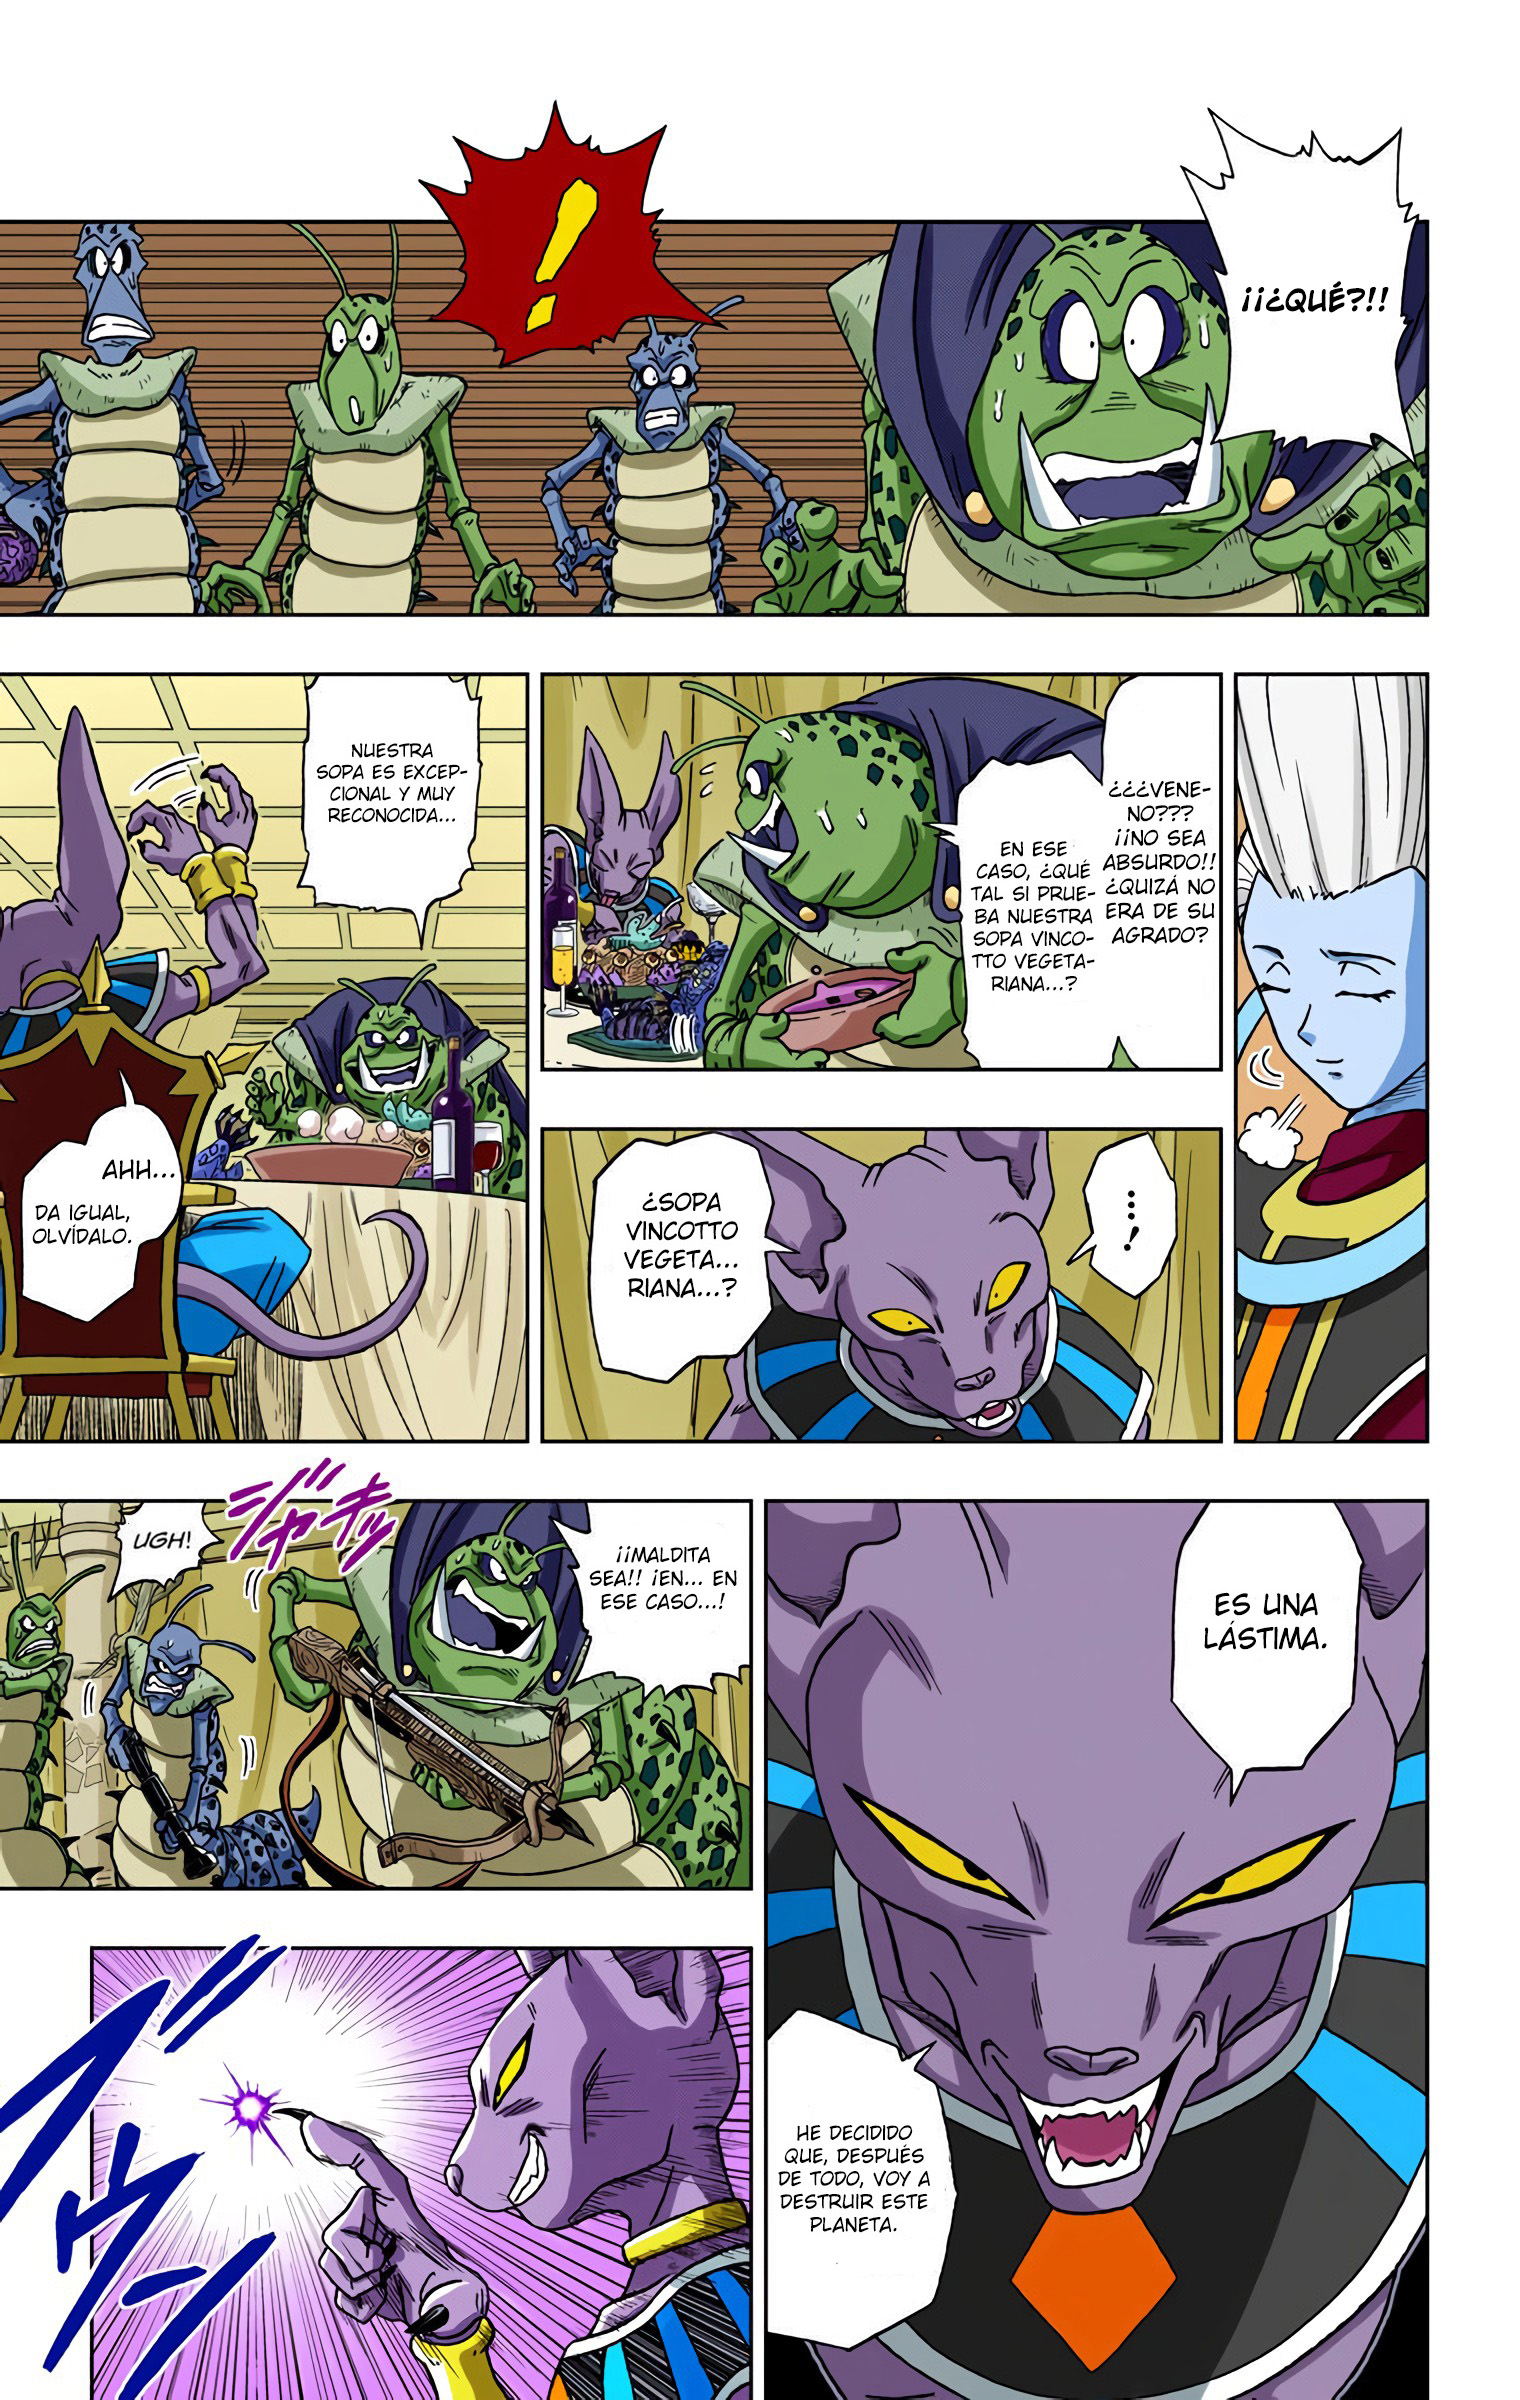 ¡¡¿QUÉ?!!
!
¿¿¿VENE-
NO???
¡¡NO SEA
ABSURDO!!
¿QUIZÁ NO
ERA DE SU
AGRADO?
EN ESE
CASO, ¿QUÉ
TAL SI PRUE-
BA NUESTRA
SOPA VINCO-
TTO VEGETA-
RIANA...?
...!
¿SOPA
VINCOTTO
VEGETA...
RIANA...?
NUESTRA
SOPA ES EXCEP-
CIONAL Y MUY
RECONOCIDA...
AHH...
DA IGUAL,
OLVÍDALO.
ES UNA
LÁSTIMA.
HE DECIDIDO
QUE, DESPUÉS
DE TODO, VOY A
DESTRUIR ESTE
PLANETA.
¡¡MALDITA
SEA!! ¡EN... EN
ESE CASO...!
ジャキッ
UGH!
ブゥン